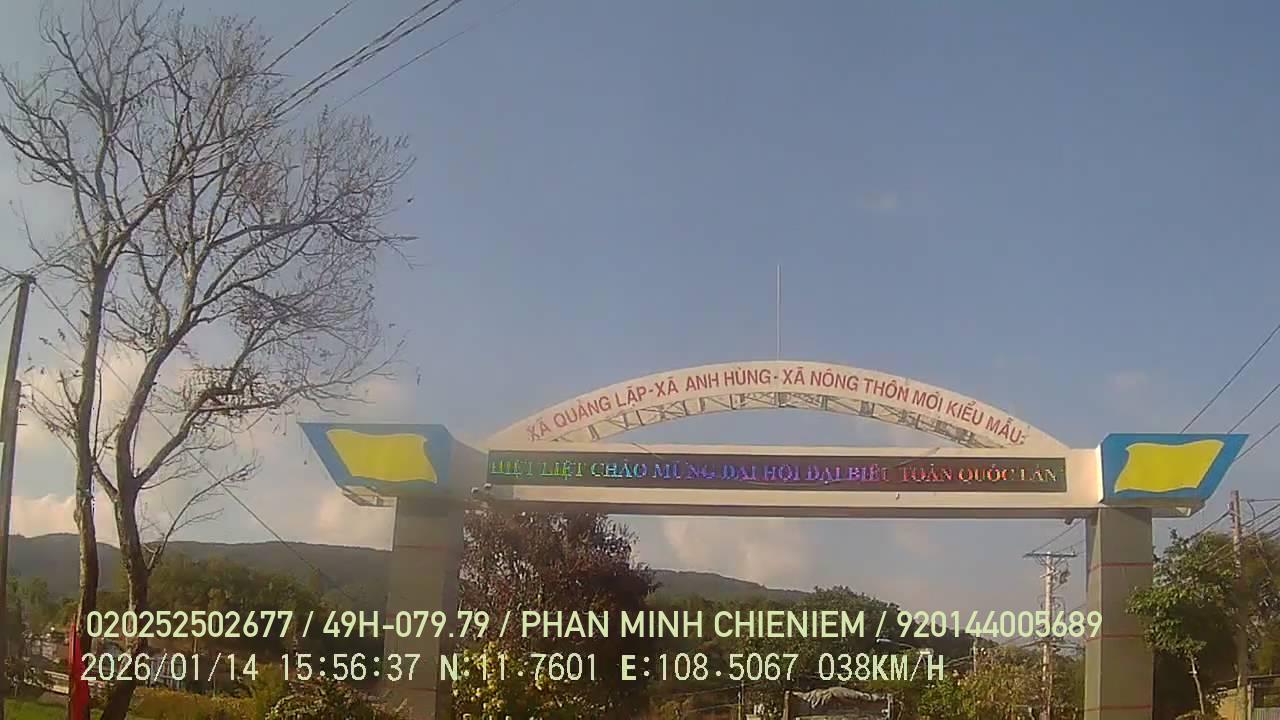 XÃ QUẢNG LẬP-XÃ ANH HÙNG-XÃ NÔNG THÔN MỚI KIỂU MẪU
HIỆT LIỆT CHÀO MỪNG ĐẠI HỘI ĐẠI BIỂU TOÀN QUỐC LẦN
020252502677 / 49H-079.79 / PHAN MINH CHIENIEM / 920144005689
2026/01/14 15:56:37 N:11.7601 E:108.5067 038KM/H